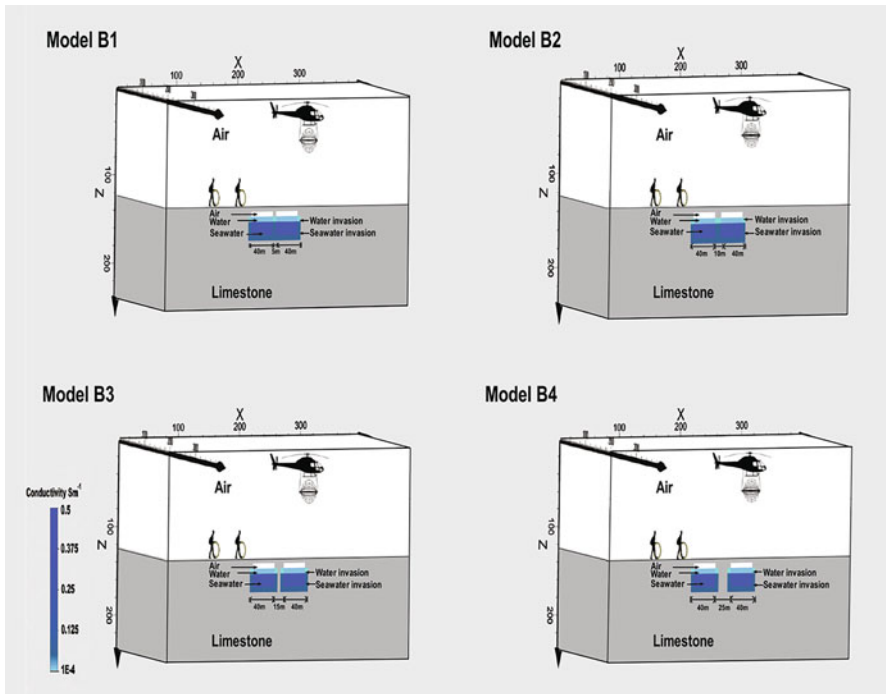 Model B1
X
100 200 300
Air
100
Z
200
Air
Water
Seawater
Water invasion
Seawater invasion
40m 5m 40m
Limestone
Model B2
X
100 200 300
Air
100
Z
200
Air
Water
Seawater
Water invasion
Seawater invasion
40m 10m 40m
Limestone
Model B3
X
100 200 300
Air
100
Z
200
Air
Water
Seawater
Water invasion
Seawater invasion
40m 15m 40m
Limestone
Conductivity Sm⁻¹
0.5
0.375
0.25
0.125
1E-4
Model B4
X
100 200 300
Air
100
Z
200
Air
Water
Seawater
Water invasion
Seawater invasion
40m 25m 40m
Limestone